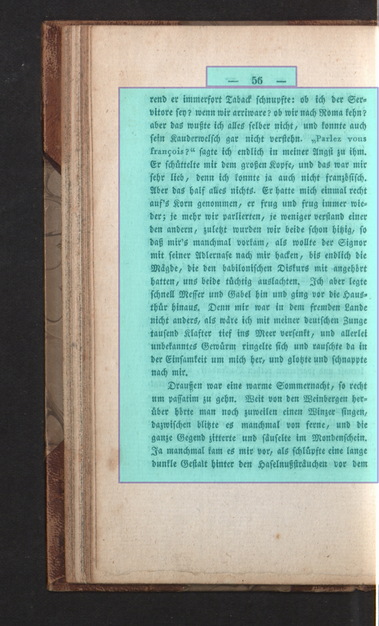 — 56 —
rend er immerfort Taback schnupfte: ob ich der Ser-
vitore sey? wenn wir arriware? ob wir nach Roma kehn?
aber das wußte ich alles selber nicht, und konnte auch
sein Kauderwelsch gar nicht verstehn. „Parlez vous
françois?“ sagte ich endlich in meiner Angst zu ihm.
Er schüttelte mit dem großen Kopfe, und das war mir
sehr lieb, denn ich konnte ja auch nicht französisch.
Aber das half alles nichts. Er hatte mich einmal recht
auf's Korn genommen, er frug und frug immer wie-
der; je mehr wir parlierten, je weniger verstand einer
den andern, zuletzt wurden wir beide schon hitzig, so
daß mir's manchmal vorkam, als wollte der Signor
mit seiner Adlernase nach mir hacken, bis endlich die
Mägde, die den babilonischen Diskurs mit angehört
hatten, uns beide tüchtig auslachten. Ich aber legte
schnell Messer und Gabel hin und ging vor die Haus-
thür hinaus. Denn mir war in dem fremden Lande
nicht anders, als wäre ich mit meiner deutschen Zunge
tausend Klafter tief ins Meer versenkt, und allerlei
unbekanntes Gewürm ringelte sich und rauschte da in
der Einsamkeit um mich her, und glotzte und schnappte
nach mir.
Draußen war eine warme Sommernacht, so recht
um passatim zu gehn. Weit von den Weinbergen her-
über hörte man noch zuweilen einen Winzer singen,
dazwischen blitzte es manchmal von ferne, und die
ganze Gegend zitterte und säuselte im Mondenschein.
Ja manchmal kam es mir vor, als schlüpfte eine lange
dunkle Gestalt hinter den Haselnußsträuchen vor dem